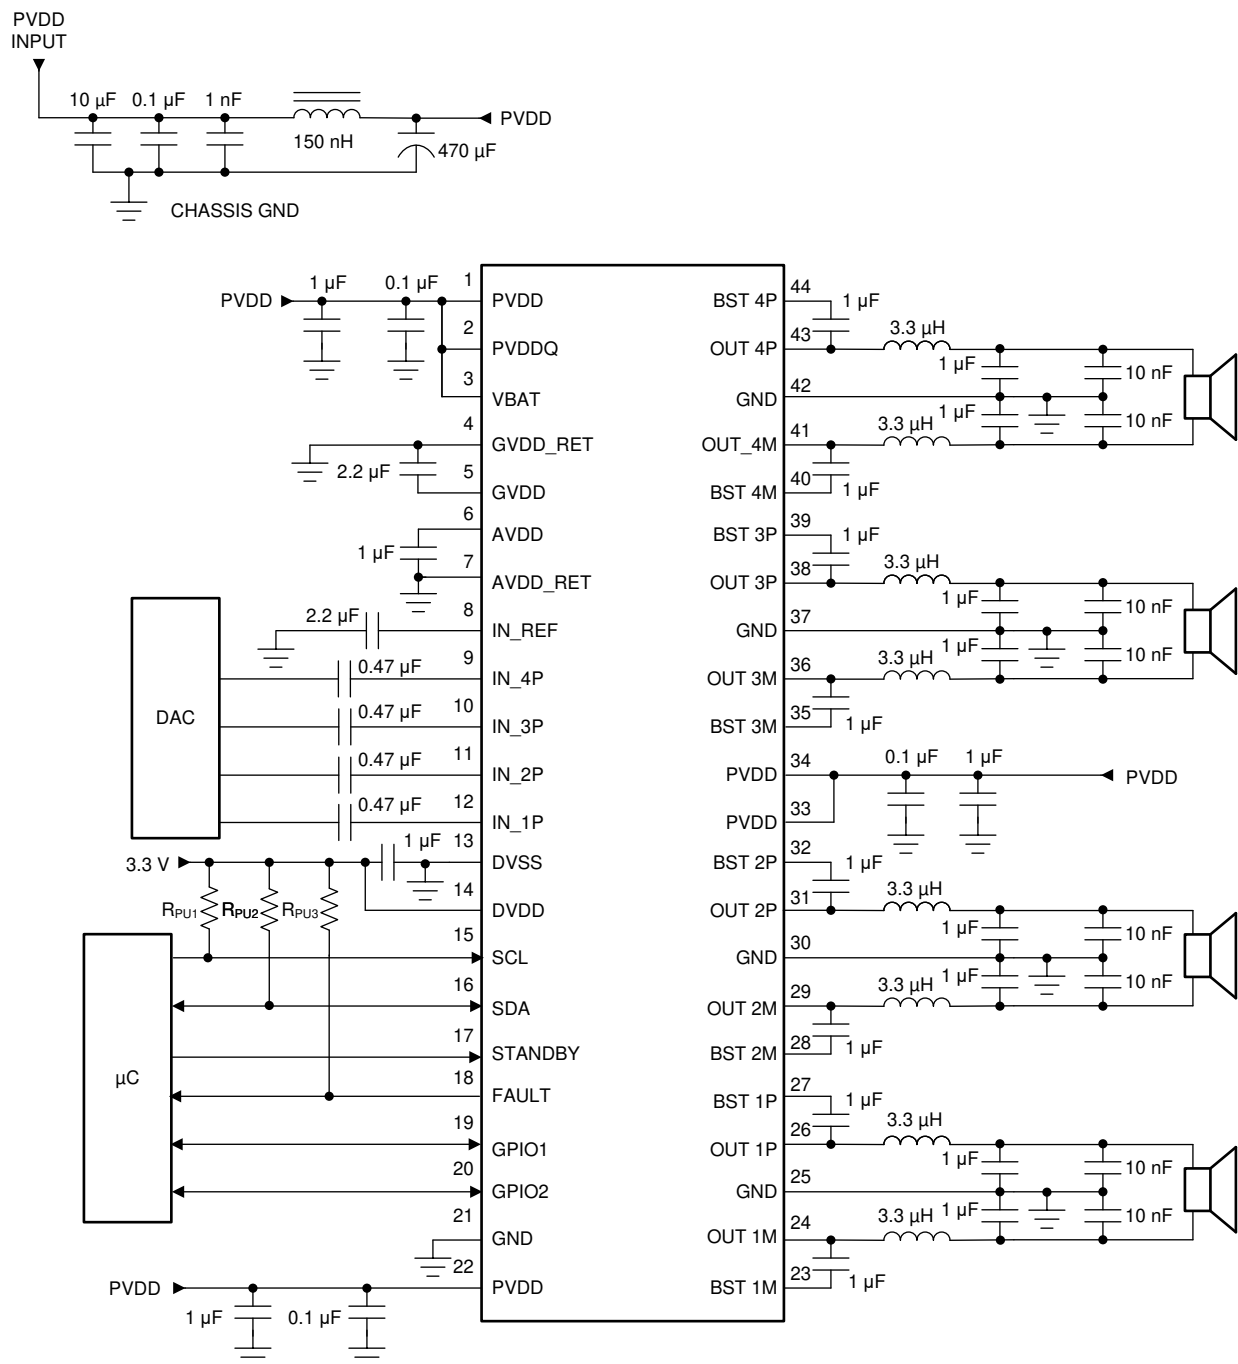 PVDD
INPUT
10 µF 0.1 µF 1 nF
150 nH
PVDD
470 µF
CHASSIS GND
PVDD
1 µF
0.1 µF
1
PVDD
2
PVDDQ
3
VBAT
4
GVDD_RET
2.2 µF
5
GVDD
6
AVDD
1 µF
7
AVDD_RET
2.2 µF
8
IN_REF
DAC
0.47 µF
9
IN_4P
0.47 µF
10
IN_3P
0.47 µF
11
IN_2P
0.47 µF
12
IN_1P
3.3 V
1 µF
13
DVSS
14
DVDD
RPU1
RPU2
RPU3
µC
15
SCL
16
SDA
17
STANDBY
18
FAULT
19
GPIO1
20
GPIO2
21
GND
22
PVDD
PVDD
1 µF
0.1 µF
BST 4P
44
1 µF
OUT 4P
43
3.3 µH
1 µF
10 nF
GND
42
1 µF
10 nF
OUT_4M
41
3.3 µH
BST 4M
40
1 µF
BST 3P
39
1 µF
OUT 3P
38
3.3 µH
1 µF
10 nF
GND
37
1 µF
10 nF
OUT 3M
36
3.3 µH
BST 3M
35
1 µF
PVDD
34
0.1 µF
1 µF
PVDD
PVDD
33
BST 2P
32
1 µF
OUT 2P
31
3.3 µH
1 µF
10 nF
GND
30
1 µF
10 nF
OUT 2M
29
3.3 µH
BST 2M
28
1 µF
BST 1P
27
1 µF
OUT 1P
26
3.3 µH
1 µF
10 nF
GND
25
1 µF
10 nF
OUT 1M
24
3.3 µH
BST 1M
23
1 µF